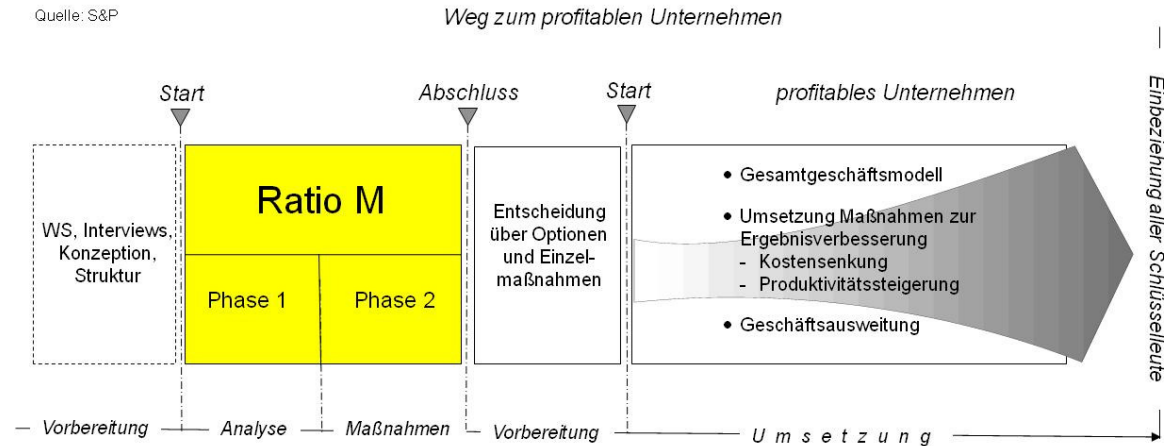 Quelle: S&P
Weg zum profitablen Unternehmen
Start
Abschluss
Start
profitables Unternehmen
WS, Interviews,
Konzeption,
Struktur
Ratio M
Phase 1
Phase 2
Entscheidung
über Optionen
und Einzel-
maßnahmen
• Gesamtgeschäftsmodell
• Umsetzung Maßnahmen zur
Ergebnisverbesserung
- Kostensenkung
- Produktivitätssteigerung
• Geschäftsausweitung
Einbeziehung aller Schlüsselleute
Vorbereitung
Analyse
Maßnahmen
Vorbereitung
U m s e t z u n g